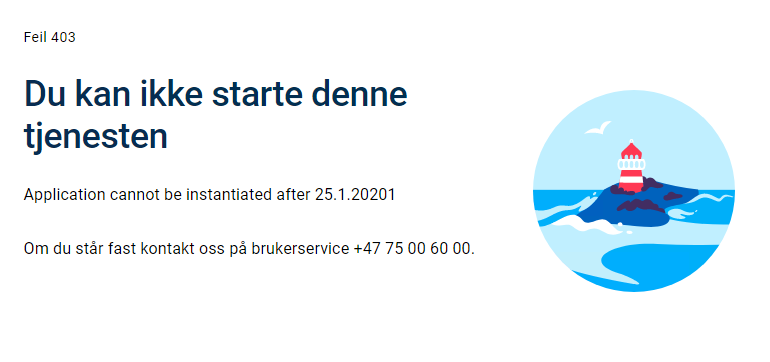 Feil 403
Du kan ikke starte denne
tjenesten
Application cannot be instantiated after 25.1.20201
Om du står fast kontakt oss på brukerservice +47 75 00 60 00.